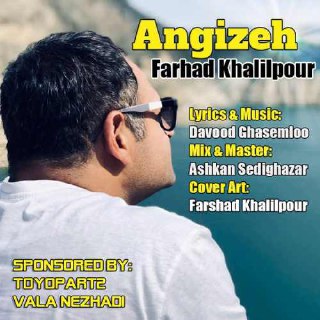 Angizeh
Farhad Khalilpour
Lyrics & Music:
Davood Ghasemloo
Mix & Master:
Ashkan Sedighazar
Cover Art:
Farshad Khalilpour
SPONSORED BY:
TOYOPARTZ
VALA NEZHADI